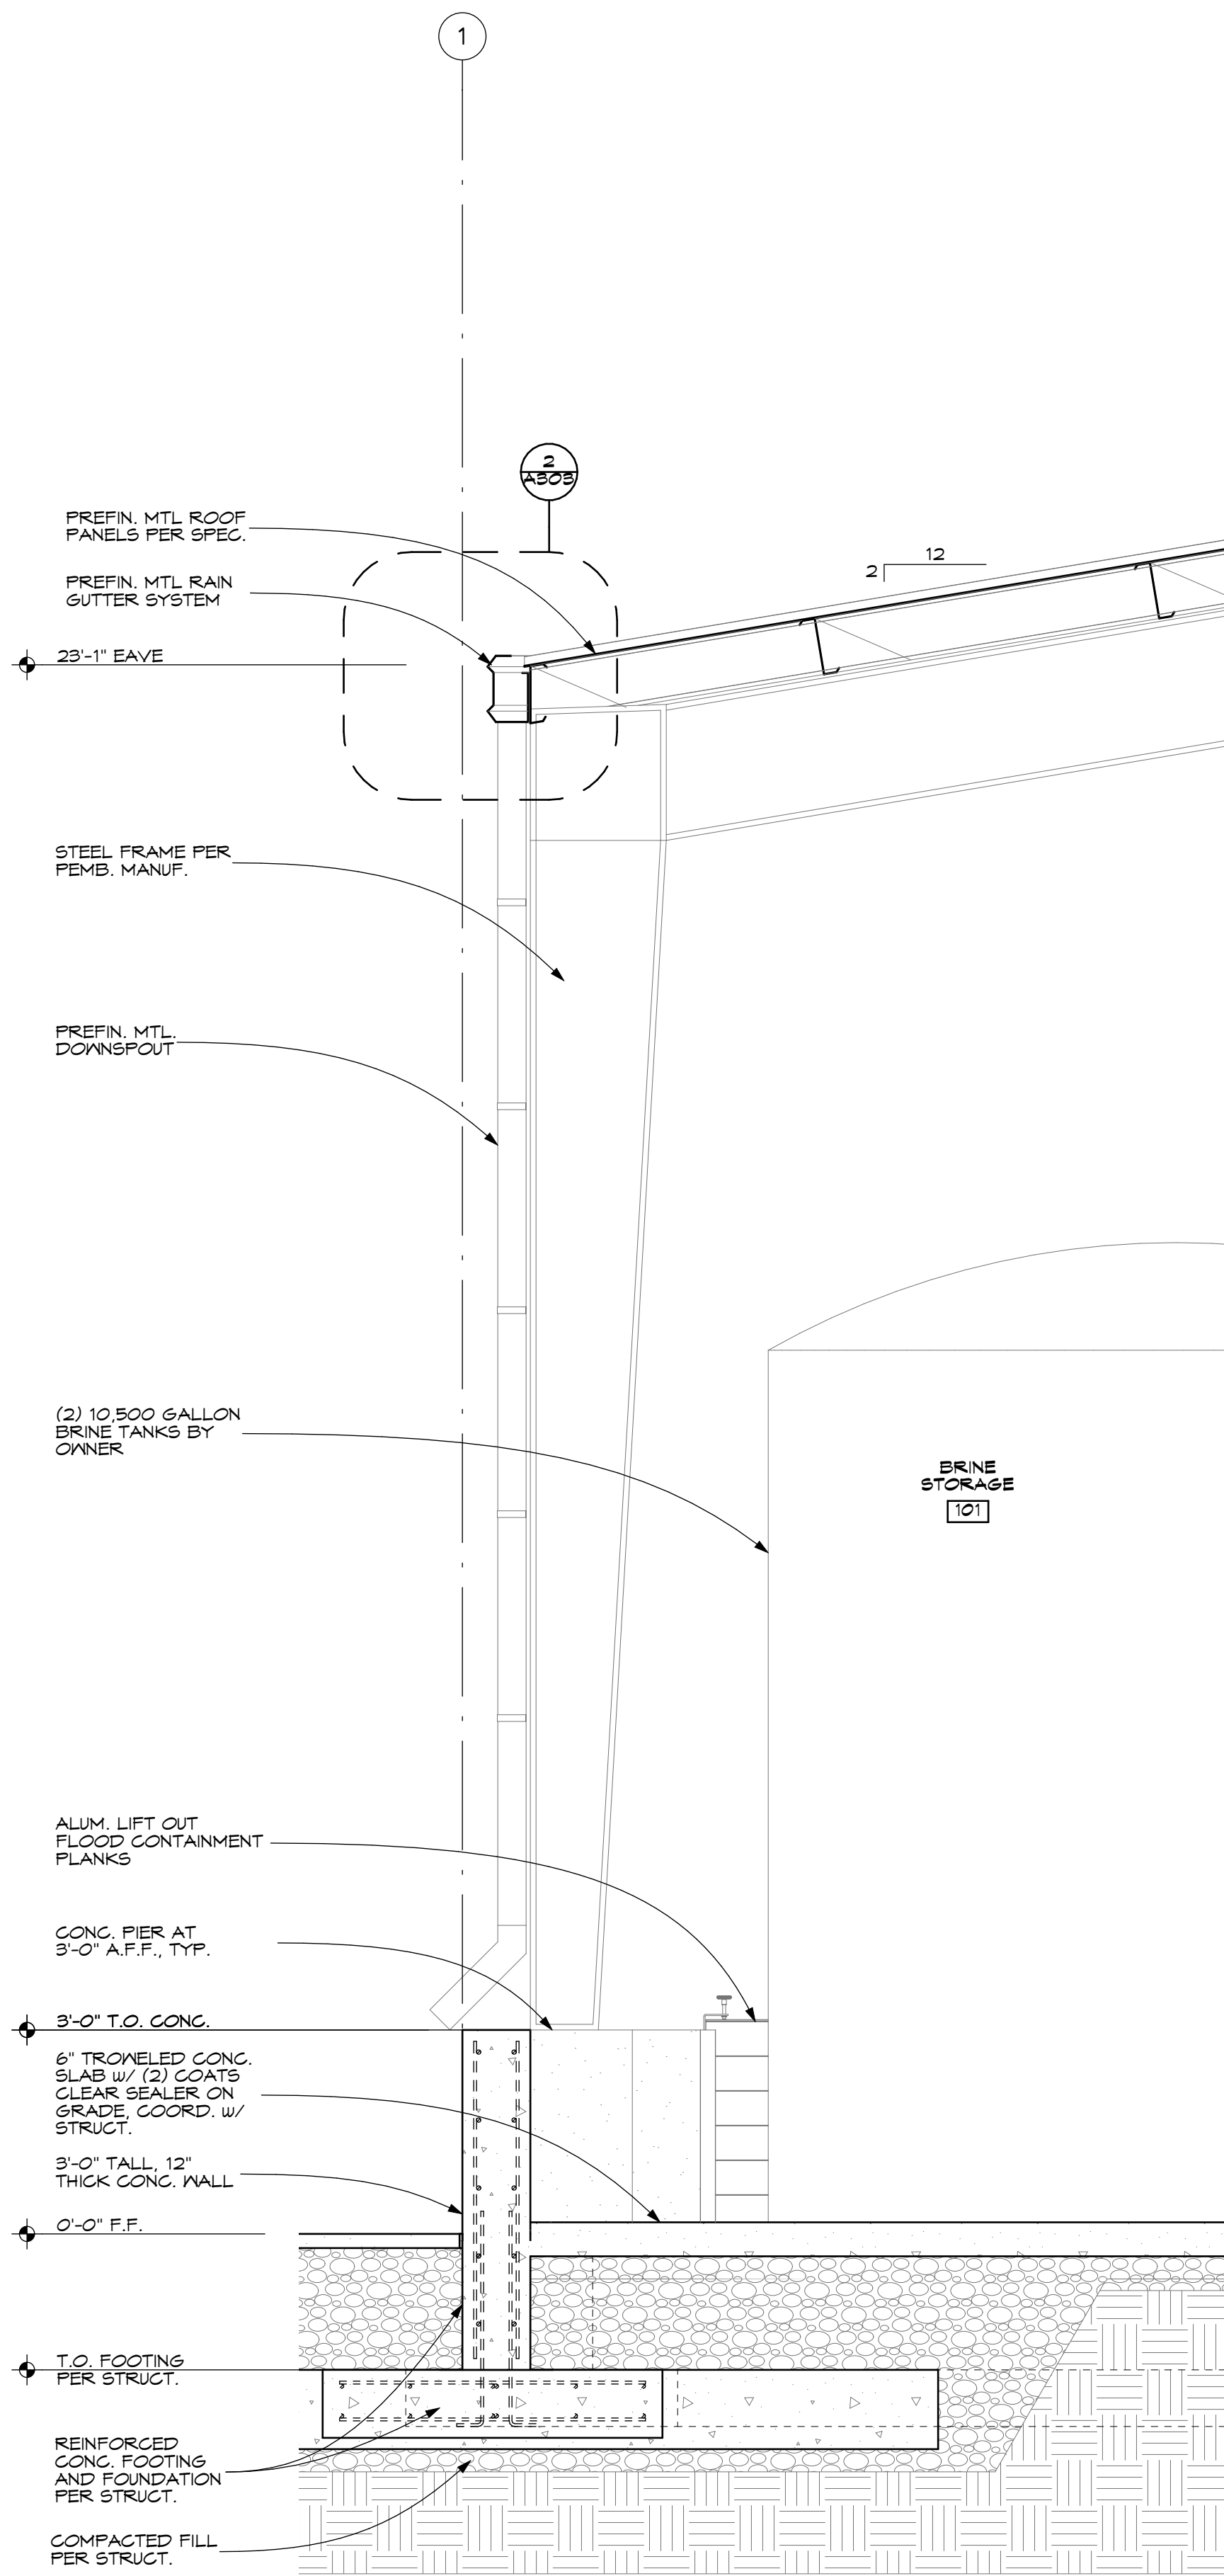 1
2
A303
PREFIN. MTL ROOF
PANELS PER SPEC.
12
2
PREFIN. MTL RAIN
GUTTER SYSTEM
23'-1" EAVE
STEEL FRAME PER
PEMB. MANUF.
PREFIN. MTL.
DOWNSPOUT
(2) 10,500 GALLON
BRINE TANKS BY
OWNER
BRINE
STORAGE
101
ALUM. LIFT OUT
FLOOD CONTAINMENT
PLANKS
CONC. PIER AT
3'-0" A.F.F., TYP.
3'-0" T.O. CONC.
6" TROWELED CONC.
SLAB W/ (2) COATS
CLEAR SEALER ON
GRADE, COORD. W/
STRUCT.
3'-0" TALL, 12"
THICK CONC. WALL
0'-0" F.F.
T.O. FOOTING
PER STRUCT.
REINFORCED
CONC. FOOTING
AND FOUNDATION
PER STRUCT.
COMPACTED FILL
PER STRUCT.